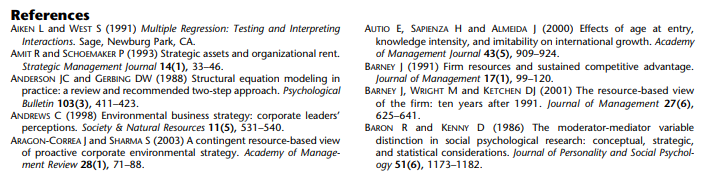 References
AIKEN L and WEST S (1991) Multiple Regression: Testing and Interpreting
Interactions. Sage, Newburg Park, CA.
AMIT R and SCHOEMAKER P (1993) Strategic assets and organizational rent.
Strategic Management Journal 14(1), 33–46.
ANDERSON JC and GERBING DW (1988) Structural equation modeling in
practice: a review and recommended two-step approach. Psychological
Bulletin 103(3), 411–423.
ANDREWS C (1998) Environmental business strategy: corporate leaders'
perceptions. Society & Natural Resources 11(5), 531–540.
ARAGON-CORREA J and SHARMA S (2003) A contingent resource-based view
of proactive corporate environmental strategy. Academy of Manage-
ment Review 28(1), 71–88.
AUTIO E, SAPIENZA H and ALMEIDA J (2000) Effects of age at entry,
knowledge intensity, and imitability on international growth. Academy
of Management Journal 43(5), 909–924.
BARNEY J (1991) Firm resources and sustained competitive advantage.
Journal of Management 17(1), 99–120.
BARNEY J, WRIGHT M and KETCHEN DJ (2001) The resource-based view
of the firm: ten years after 1991. Journal of Management 27(6),
625–641.
BARON R and KENNY D (1986) The moderator-mediator variable
distinction in social psychological research: conceptual, strategic,
and statistical considerations. Journal of Personality and Social Psychol-
ogy 51(6), 1173–1182.